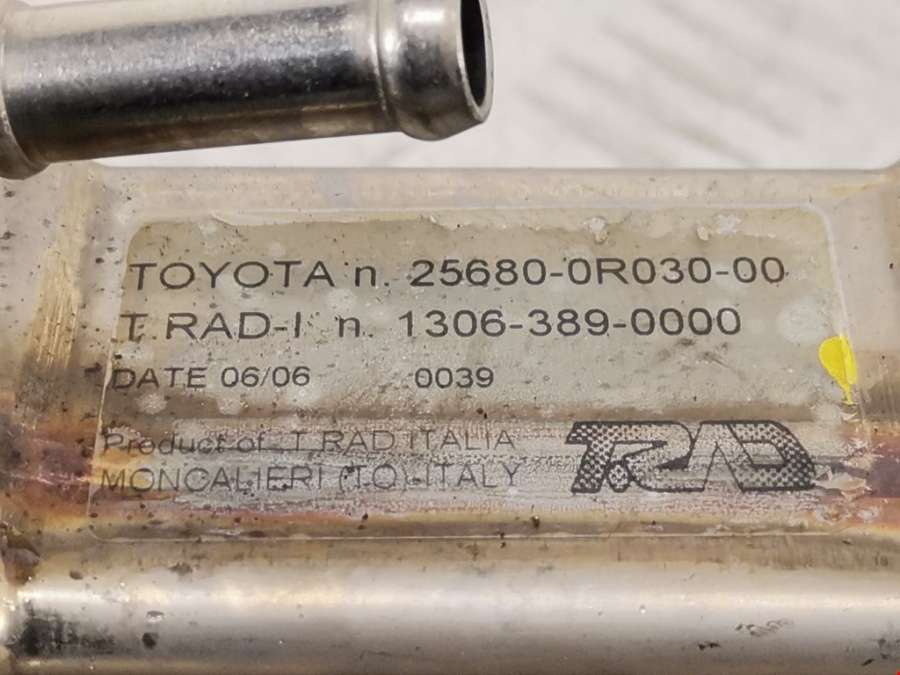 TOYOTA n. 25680-0R030-00
T.RAD-I n. 1306-389-0000
DATE 06/06 0039
Product of T.RAD ITALIA
MONCALIERI (TO)-ITALY
T.RAD